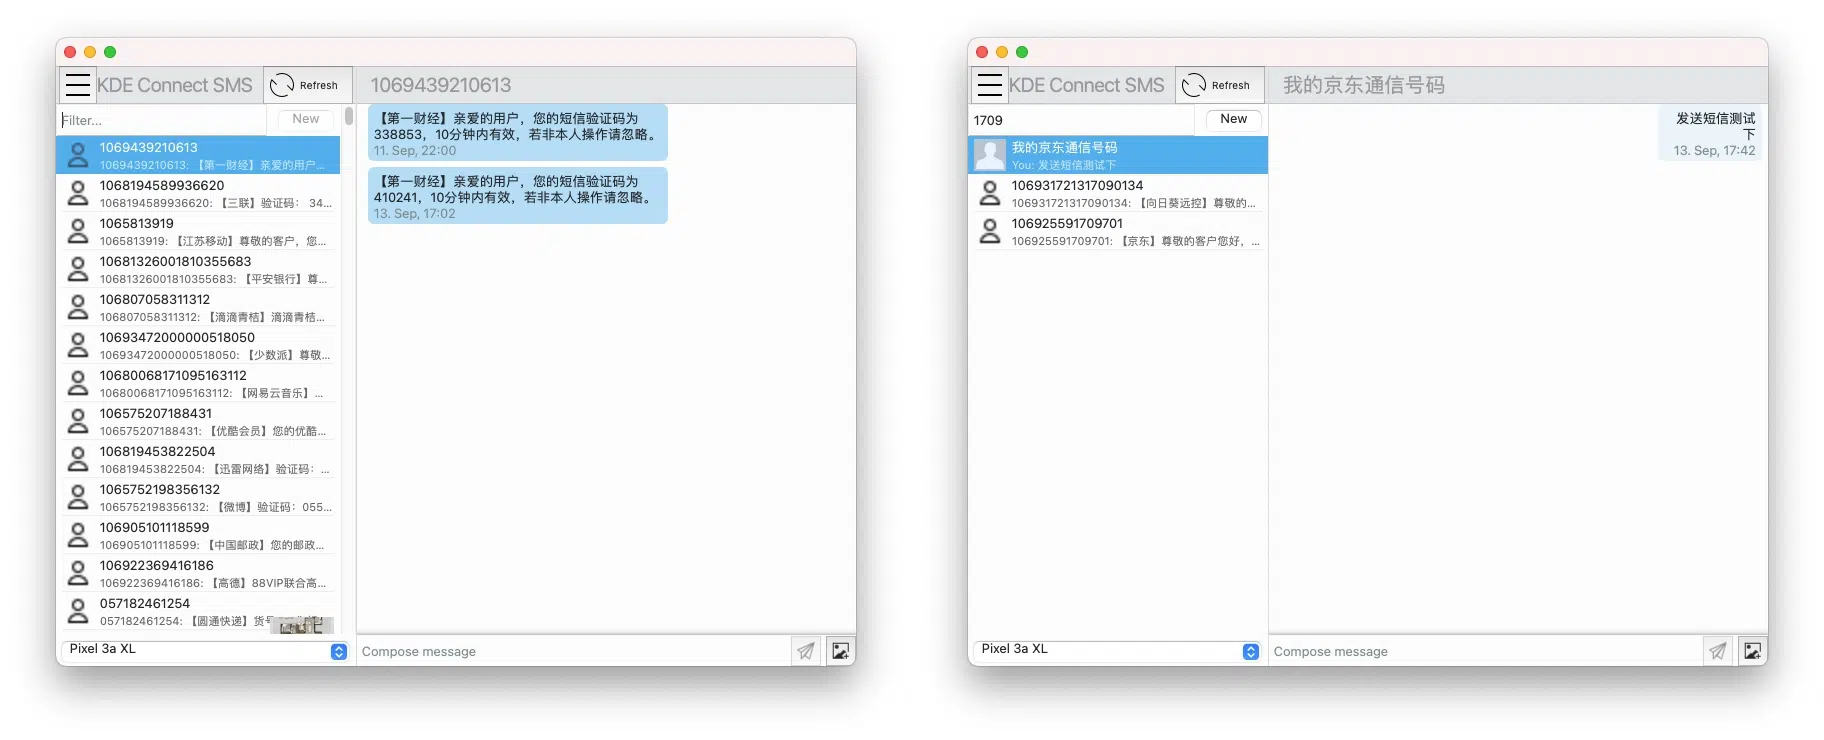 KDE Connect SMS
Refresh
1069439210613
Filter...
New
1069439210613
1069439210613: 【第一财经】亲爱的用户...
1068194589936620
1068194589936620: 【三联】验证码： 34...
1065813919
1065813919: 【江苏移动】尊敬的客户，您...
10681326001810355683
10681326001810355683: 【平安银行】尊...
106807058311312
106807058311312: 【滴滴青桔】滴滴青桔...
10693472000000518050
10693472000000518050: 【少数派】尊敬...
10680068171095163112
10680068171095163112: 【网易云音乐】...
106575207188431
106575207188431: 【优酷会员】您的优酷...
106819453822504
106819453822504: 【迅雷网络】验证码：...
1065752198356132
1065752198356132: 【微博】验证码：055...
106905101118599
106905101118599: 【中国邮政】您的邮政...
106922369416186
106922369416186: 【高德】88VIP联合高...
057182461254
057182461254: 【圆通快递】货
Pixel 3a XL
【第一财经】亲爱的用户，您的短信验证码为
338853，10分钟内有效，若非本人操作请忽略。
11. Sep, 22:00
【第一财经】亲爱的用户，您的短信验证码为
410241，10分钟内有效，若非本人操作请忽略。
13. Sep, 17:02
Compose message
KDE Connect SMS
Refresh
我的京东通信号码
1709
New
我的京东通信号码
You: 发送短信测试下
106931721317090134
106931721317090134: 【向日葵远控】尊敬的...
106925591709701
106925591709701: 【京东】尊敬的客户您好，...
Pixel 3a XL
发送短信测试
下
13. Sep, 17:42
Compose message